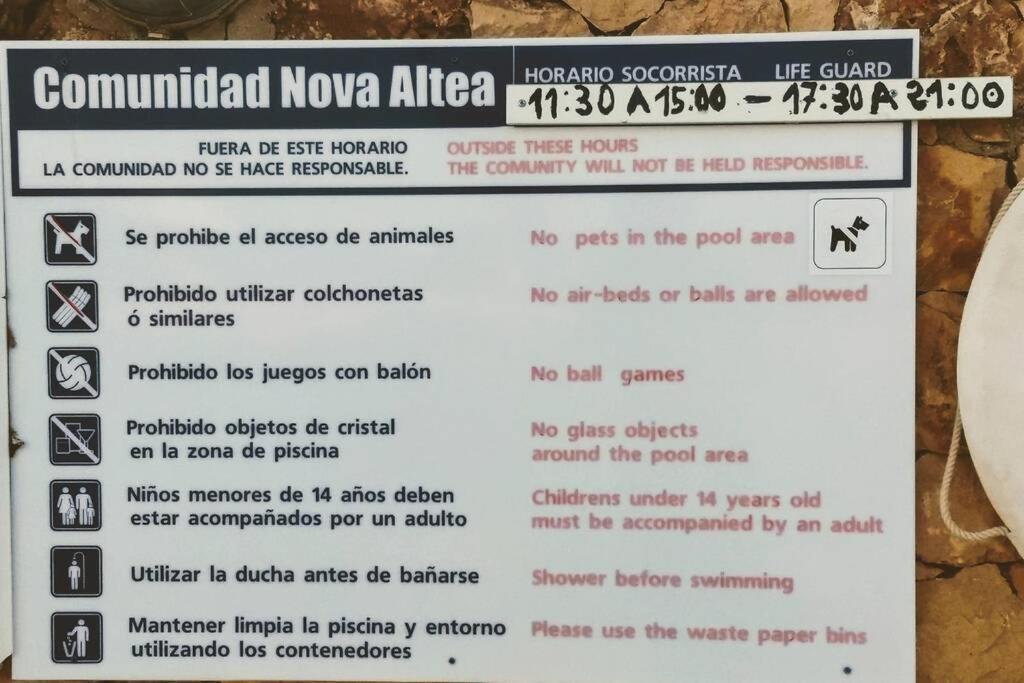 Comunidad Nova Altea
HORARIO SOCORRISTA LIFE GUARD
11:30 A 15:00 - 17:30 A 21:00
FUERA DE ESTE HORARIO
LA COMUNIDAD NO SE HACE RESPONSABLE.
OUTSIDE THESE HOURS
THE COMUNITY WILL NOT BE HELD RESPONSIBLE.
Se prohibe el acceso de animales
No pets in the pool area
Prohibido utilizar colchonetas
ó similares
No air-beds or balls are allowed
Prohibido los juegos con balón
No ball games
Prohibido objetos de cristal
en la zona de piscina
No glass objects
around the pool area
Niños menores de 14 años deben
estar acompañados por un adulto
Childrens under 14 years old
must be accompanied by an adult
Utilizar la ducha antes de bañarse
Shower before swimming
Mantener limpia la piscina y entorno
utilizando los contenedores
Please use the waste paper bins